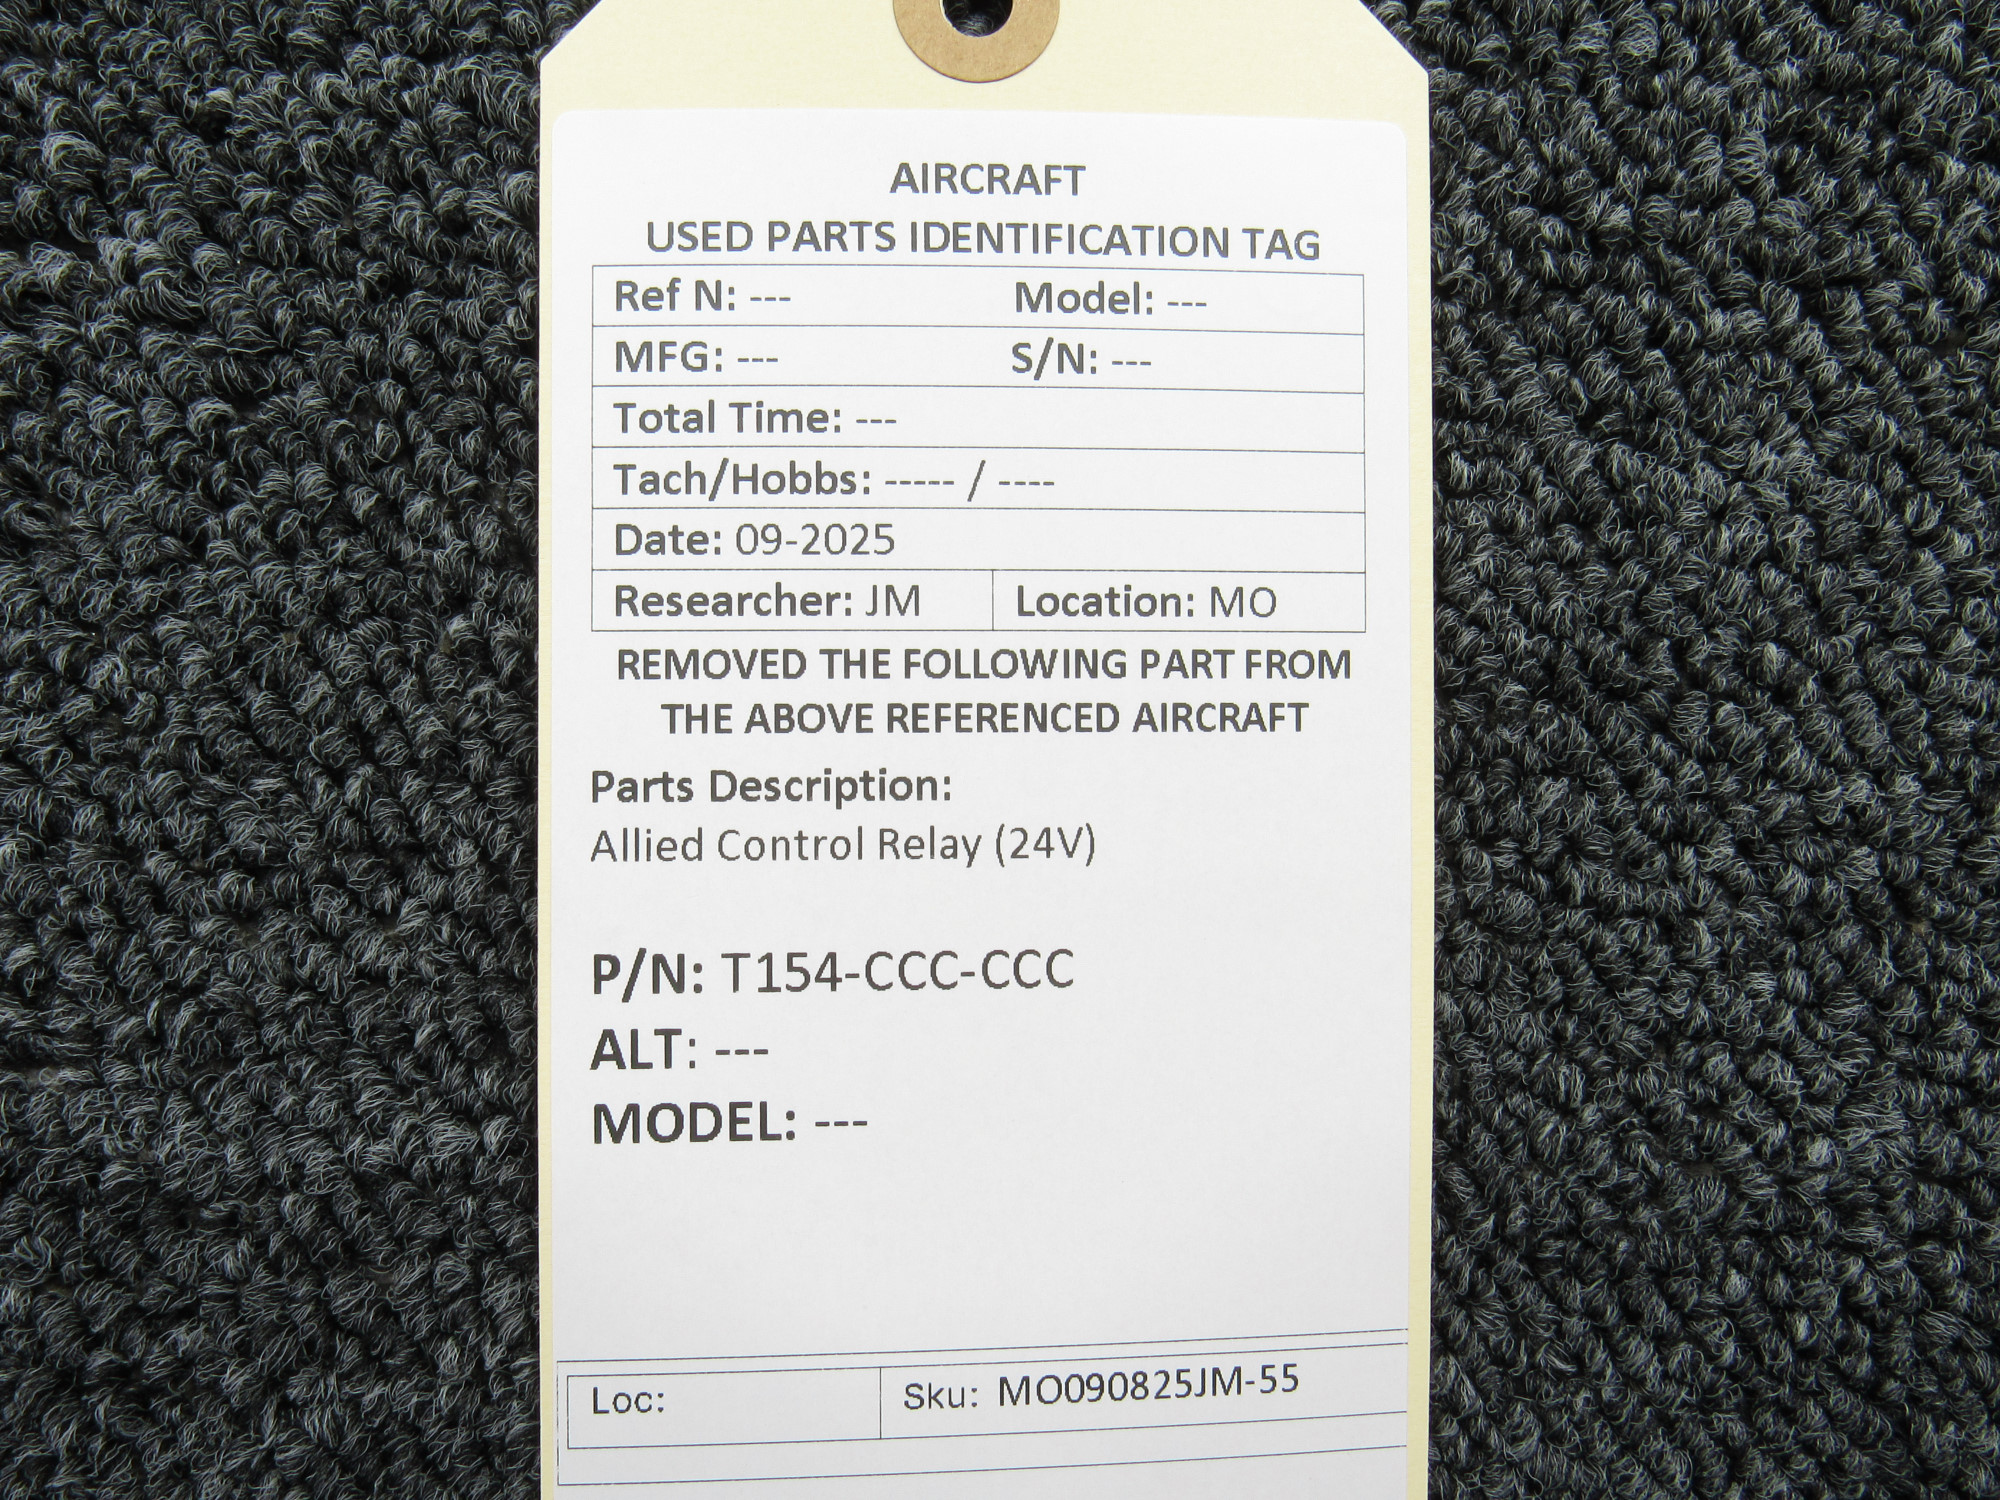 AIRCRAFT
USED PARTS IDENTIFICATION TAG
Ref N: --- Model: ---
MFG: --- S/N: ---
Total Time: ---
Tach/Hobbs: ----- / ----
Date: 09-2025
Researcher: JM Location: MO
REMOVED THE FOLLOWING PART FROM
THE ABOVE REFERENCED AIRCRAFT
Parts Description:
Allied Control Relay (24V)
P/N: T154-CCC-CCC
ALT: ---
MODEL: ---
Loc: Sku: MO090825JM-55